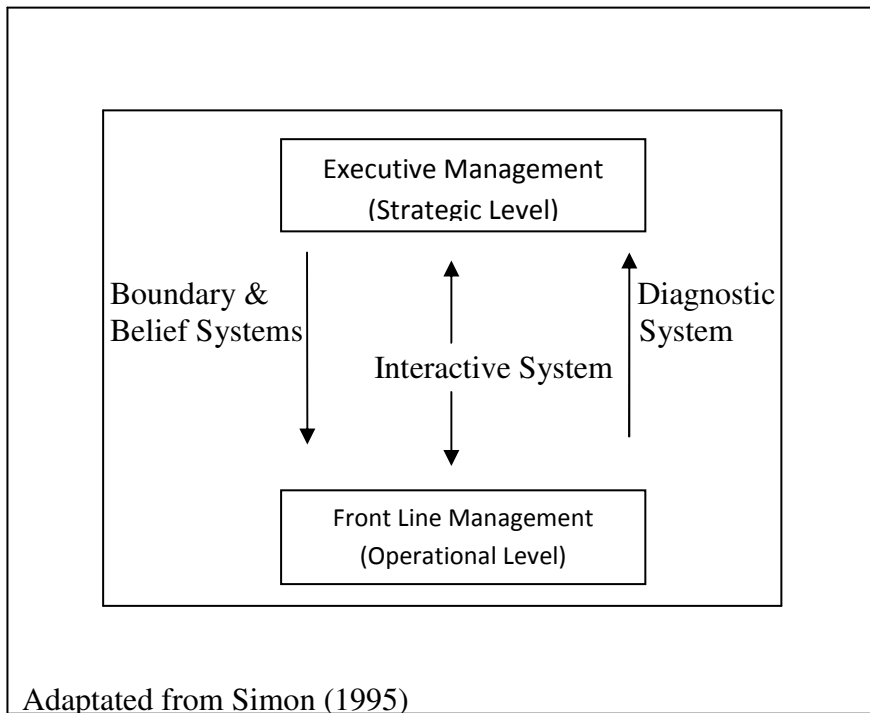 Executive Management
(Strategic Level)
Boundary &
Belief Systems
Diagnostic
System
Interactive System
Front Line Management
(Operational Level)
Adaptated from Simon (1995)